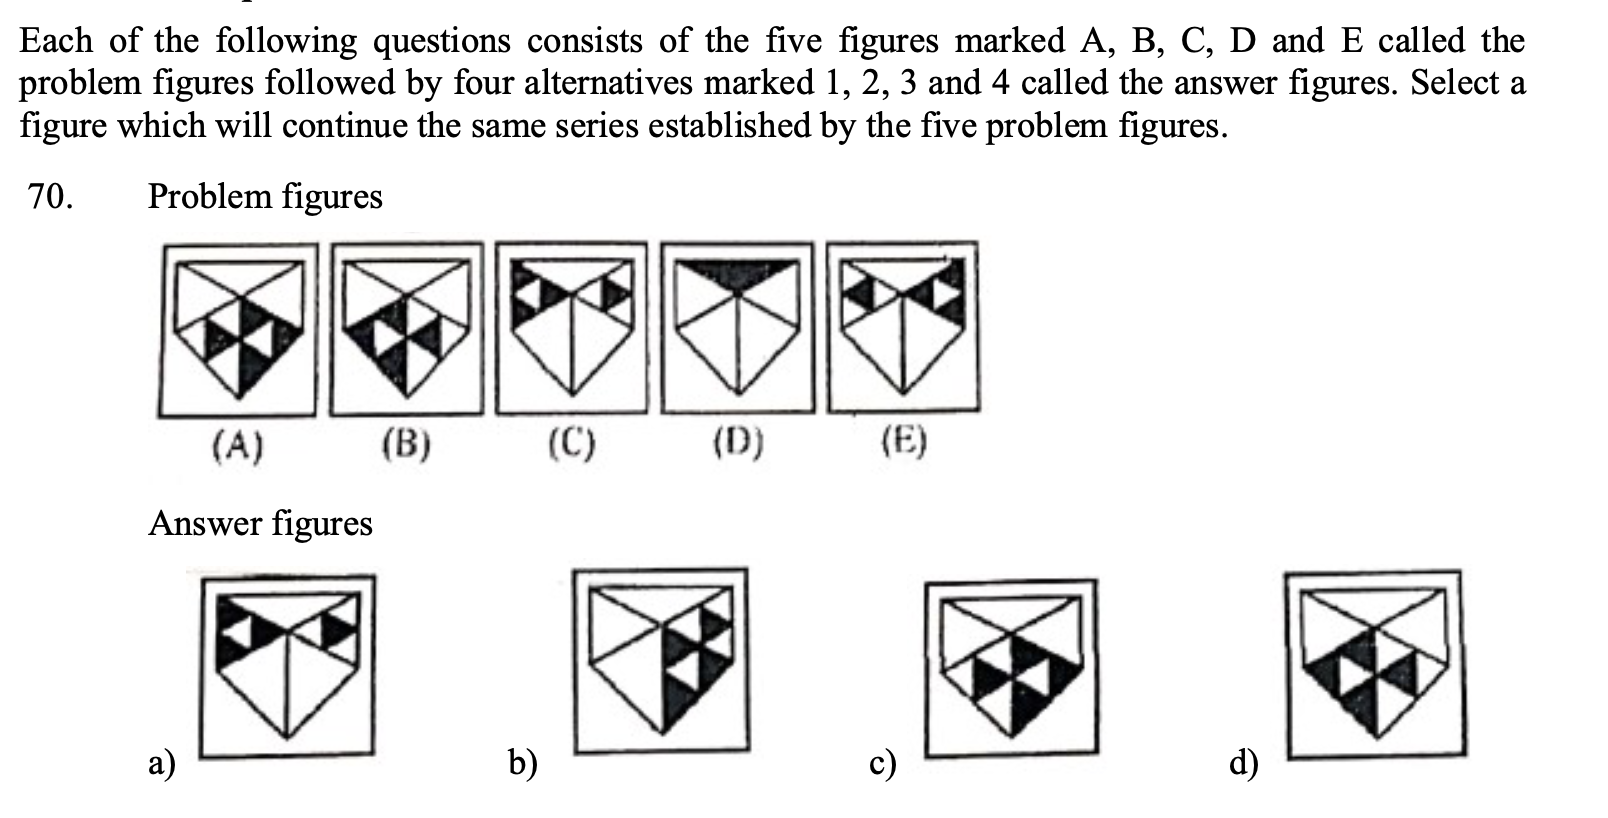 Each of the following questions consists of the five figures marked A, B, C, D and E called the
problem figures followed by four alternatives marked 1, 2, 3 and 4 called the answer figures. Select a
figure which will continue the same series established by the five problem figures.
70. Problem figures
(A) (B) (C) (D) (E)
Answer figures
a) b) c) d)